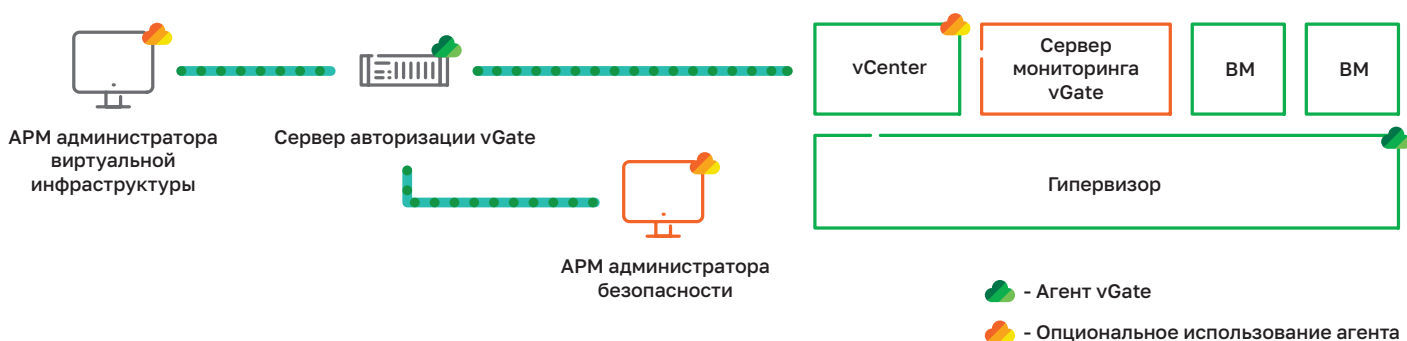 vCenter
Сервер
мониторинга
vGate
ВМ
ВМ
АРМ администратора
виртуальной
инфраструктуры
Сервер авторизации vGate
Гипервизор
АРМ администратора
безопасности
- Агент vGate
- Опциональное использование агента